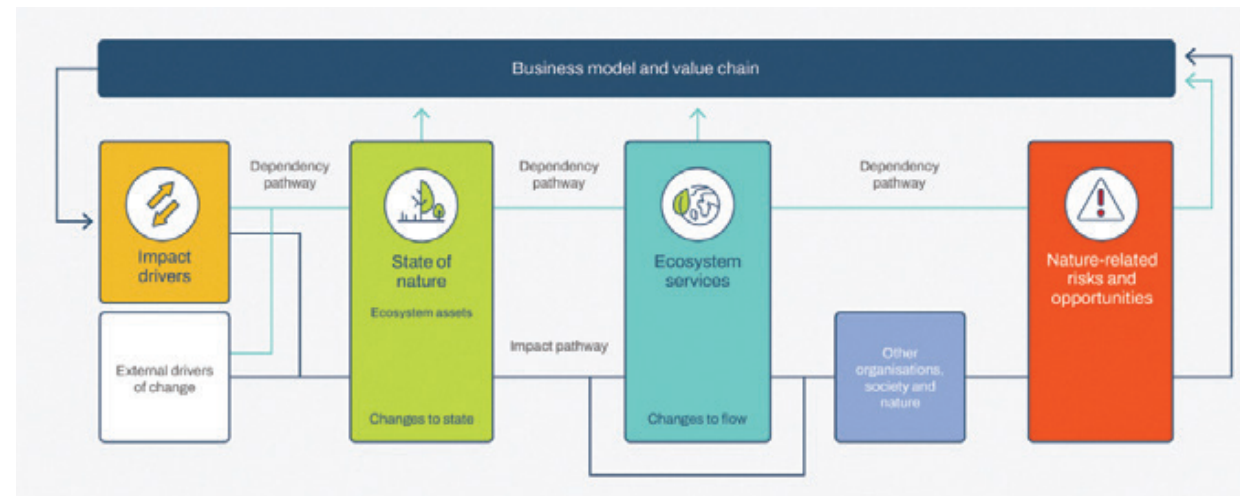 Business model and value chain
Dependency
pathway
Dependency
pathway
Dependency
pathway
Impact
drivers
State of
nature
Ecosystem assets
Ecosystem
services
Nature-related
risks and
opportunities
External drivers
of change
Impact pathway
Other
organisations,
society and
nature
Changes to state
Changes to flow